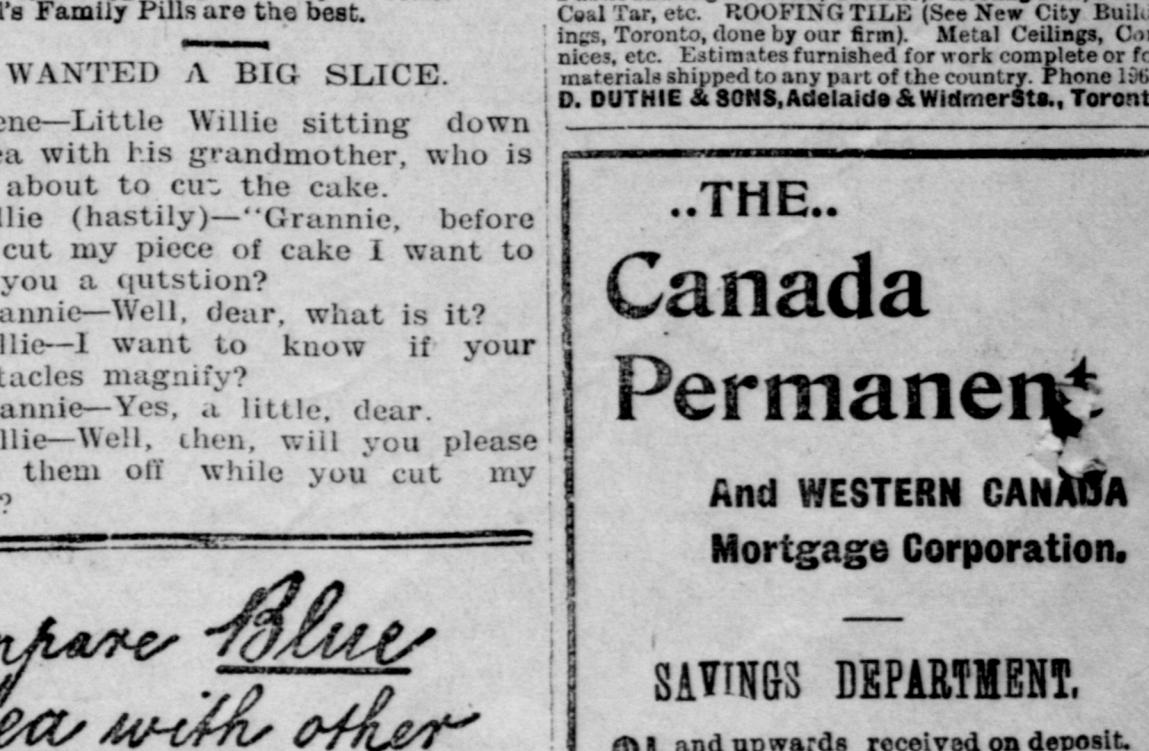 's Family Pills are the best.
WANTED A BIG SLICE.
ene—Little Willie sitting down
ea with his grandmother, who is
about to cut the cake.
llie (hastily)—"Grannie, before
cut my piece of cake I want to
you a qutstion?
annie—Well, dear, what is it?
llie—I want to know if your
tacles magnify?
annie—Yes, a little, dear.
llie—Well, then, will you please
them off while you cut my
?
npare Blue
ea with other
Coal Tar, etc. ROOFING TILE (See New City Build
ings, Toronto, done by our firm). Metal Ceilings, Cor
nices, etc. Estimates furnished for work complete or fo
materials shipped to any part of the country. Phone 196
D. DUTHIE & SONS, Adelaide & Widmer Sts., Toront
..THE..
Canada
Permanent
And WESTERN CANADA
Mortgage Corporation.
SAVINGS DEPARTMENT.
$1 and upwards received on deposit.